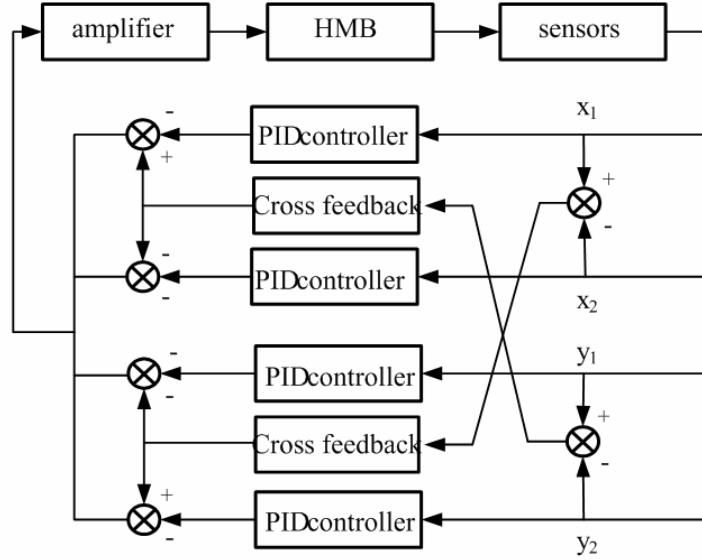 amplifier HMB sensors
- PIDcontroller x1
+ +
Cross feedback
- -
- PIDcontroller x2
- PIDcontroller y1
- +
Cross feedback
+ -
- PIDcontroller
y2